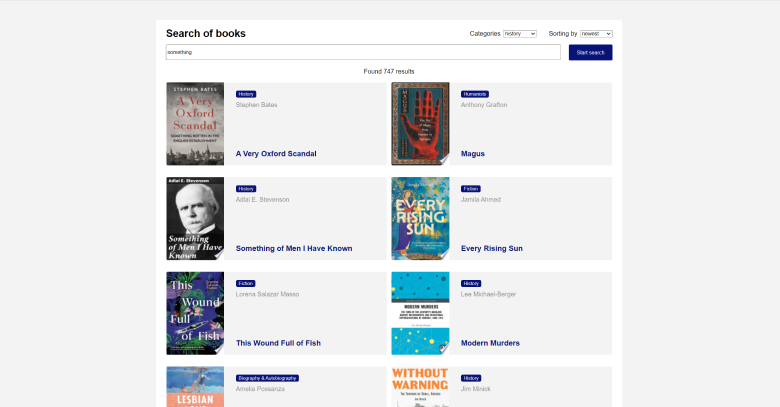 Search of books
Categories history
Sorting by newest
something
Start search
Found 747 results
STEPHEN BATES
A Very
Oxford
Scandal
SOMETHING ROTTEN IN THE
ENGLISH ESTABLISHMENT
History
Stephen Bates
A Very Oxford Scandal
MAGUS
Humanists
Anthony Grafton
Magus
Adlai E. Stevenson
Something
of Men I Have
Known
History
Adlai E. Stevenson
Something of Men I Have Known
Jamila Ahmed
EVERY
RISING
SUN
Fiction
Jamila Ahmed
Every Rising Sun
This
Wound
Full
of Fish
Fiction
Lorena Salazar Masso
This Wound Full of Fish
MODERN MURDERS
History
Lee Michael-Berger
Modern Murders
LESBIAN
Biography & Autobiography
Amelia Possanza
WITHOUT
WARNING
JIM MINICK
History
Jim Minick